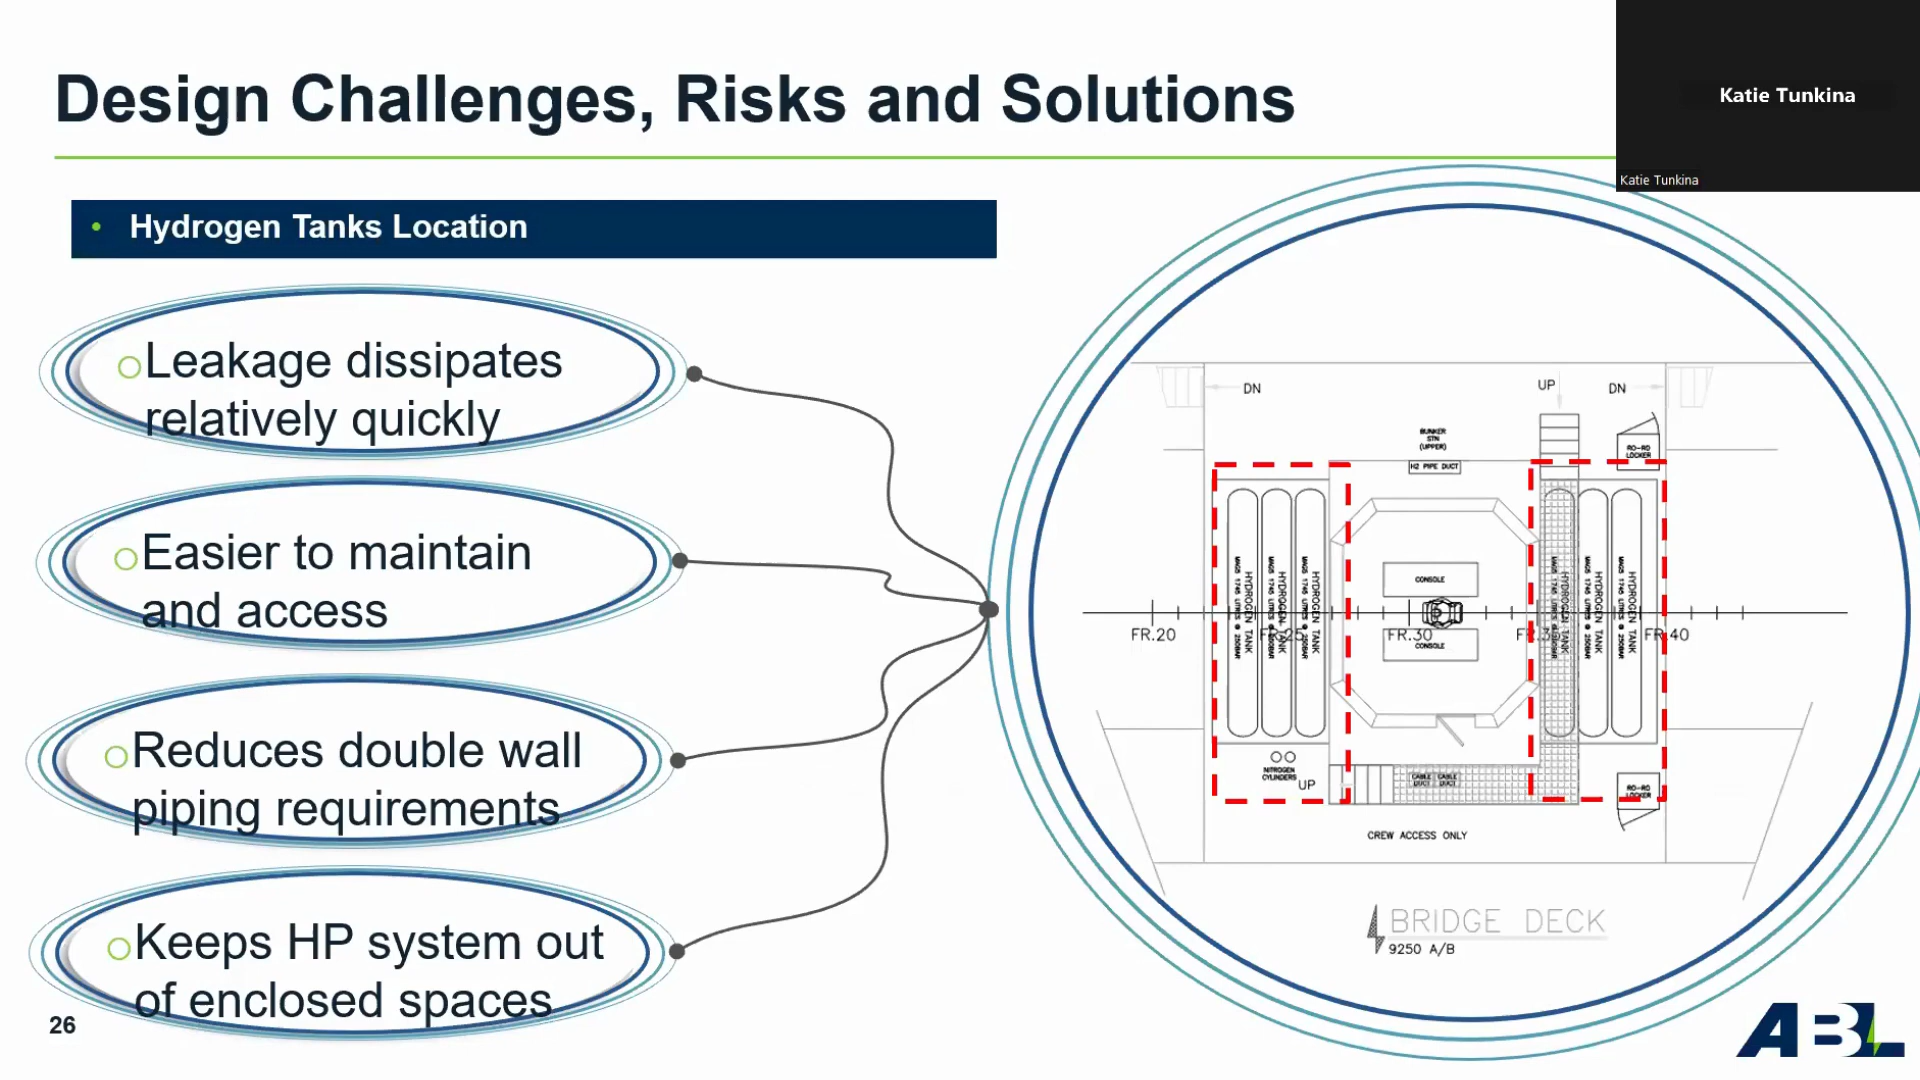 Design Challenges, Risks and Solutions
Katie Tunkina
Katie Tunkina
• Hydrogen Tanks Location
Leakage dissipates
relatively quickly
Easier to maintain
and access
Reduces double wall
piping requirements
Keeps HP system out
of enclosed spaces
26
DN
UP
DN
BUNKER
STN
(UPPER)
H2 PIPE DUCT
RO-RO
LOCKER
HYDROGEN TANK
HYDROGEN TANK
HYDROGEN TANK
CONSOLE
CONSOLE
HYDROGEN TANK
HYDROGEN TANK
HYDROGEN TANK
FR.20
FR.25
FR.30
FR.35
FR.40
NITROGEN
CYLINDERS
UP
CABLE
DUCT
CABLE
DUCT
RO-RO
LOCKER
CREW ACCESS ONLY
BRIDGE DECK
9250 A/B
ABL